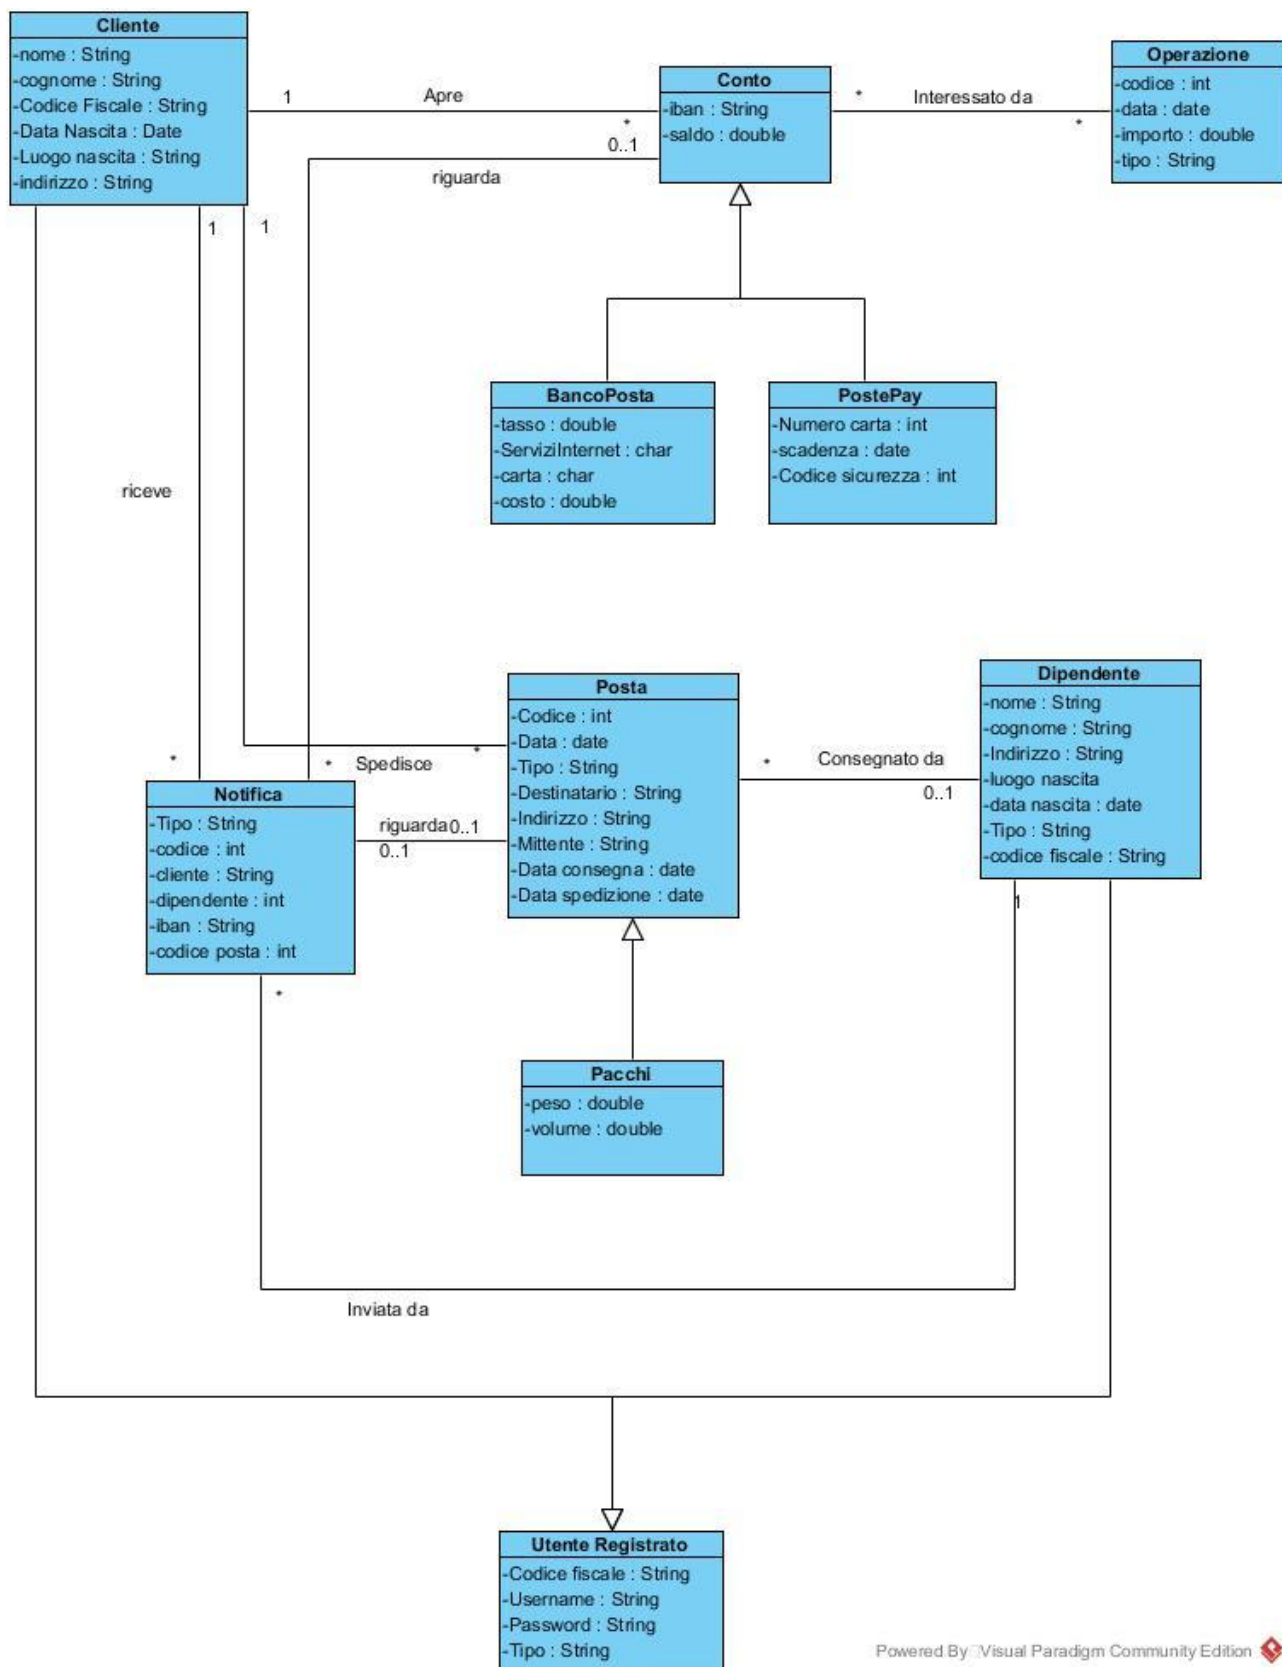 Cliente
-nome : String
-cognome : String
-Codice Fiscale : String
-Data Nascita : Date
-Luogo nascita : String
-indirizzo : String
1
Apre
*
Conto
-iban : String
-saldo : double
*
Interessato da
*
Operazione
-codice : int
-data : date
-importo : double
-tipo : String
0..1
riguarda
1
1
BancoPosta
-tasso : double
-ServiziInternet : char
-carta : char
-costo : double
PostePay
-Numero carta : int
-scadenza : date
-Codice sicurezza : int
riceve
*
*
Spedisce
*
Posta
-Codice : int
-Data : date
-Tipo : String
-Destinatario : String
-Indirizzo : String
-Mittente : String
-Data consegna : date
-Data spedizione : date
*
Consegnato da
0..1
Dipendente
-nome : String
-cognome : String
-Indirizzo : String
-luogo nascita
-data nascita : date
-Tipo : String
-codice fiscale : String
Notifica
-Tipo : String
-codice : int
-cliente : String
-dipendente : int
-iban : String
-codice posta : int
riguarda
0..1
0..1
1
*
Pacchi
-peso : double
-volume : double
Inviata da
Utente Registrato
-Codice fiscale : String
-Username : String
-Password : String
-Tipo : String
Powered By Visual Paradigm Community Edition